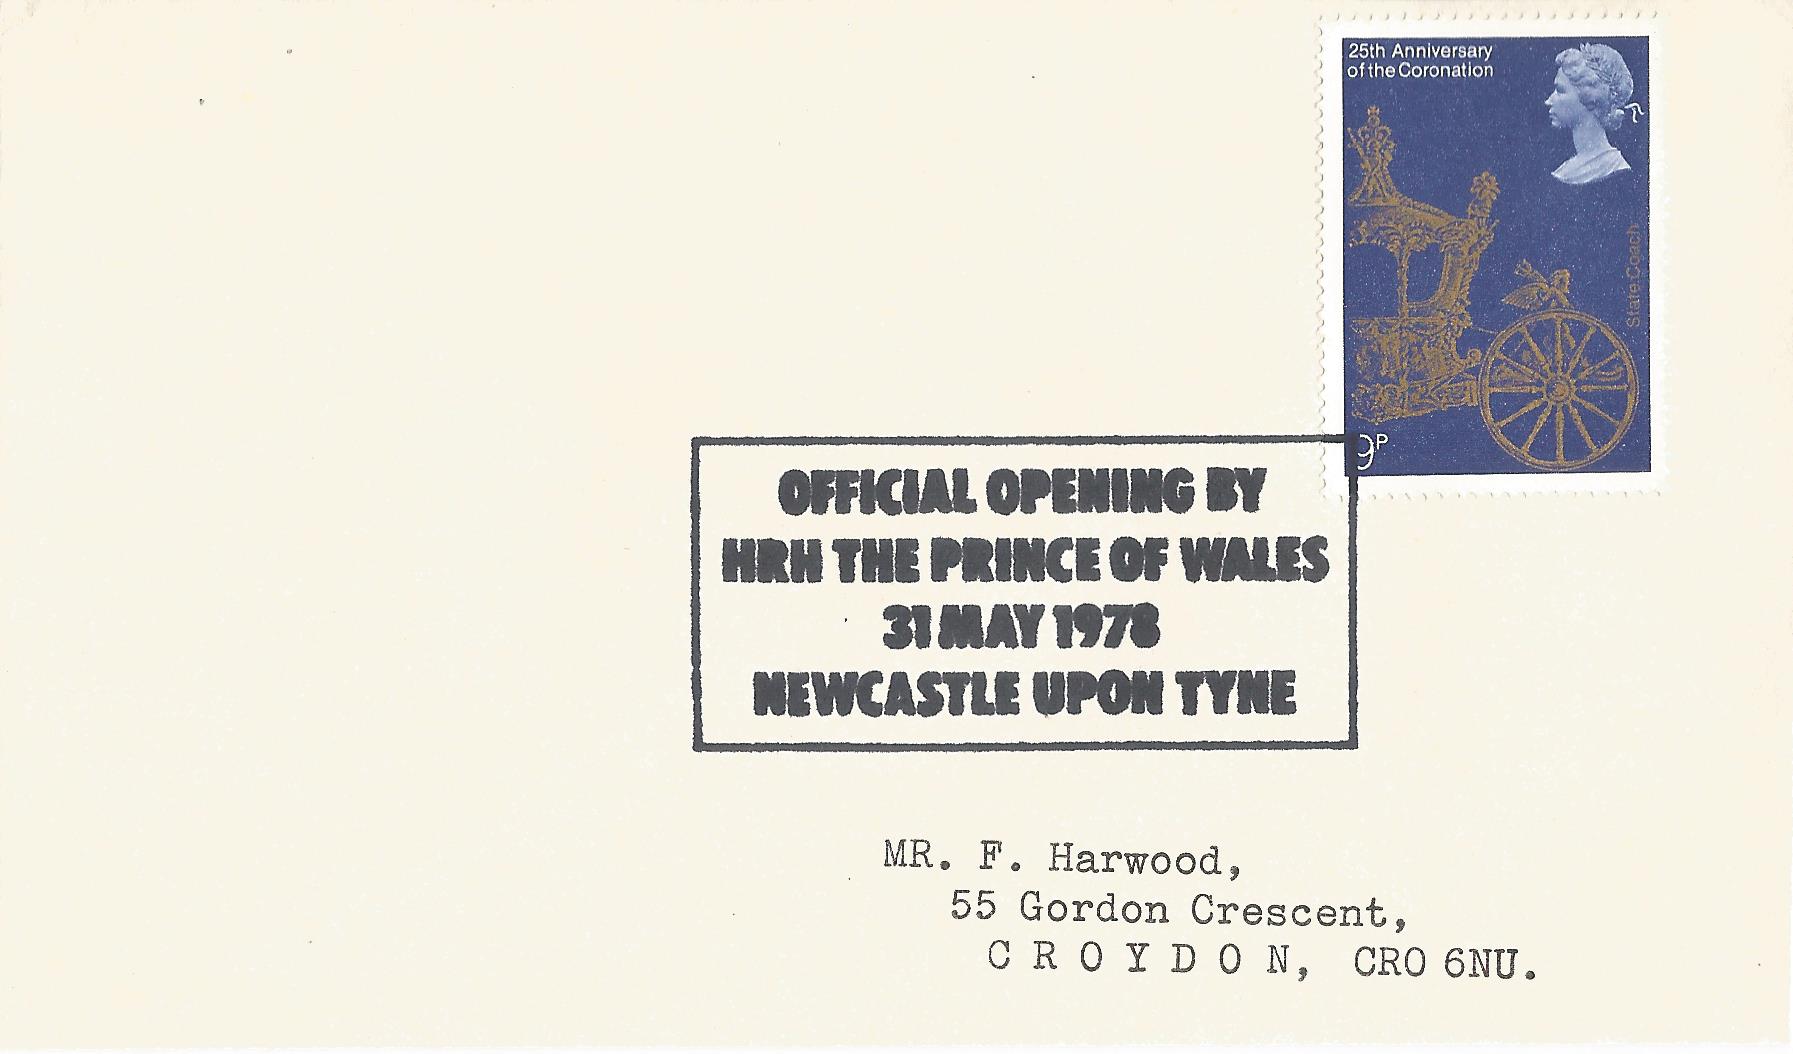 25th Anniversary
of the Coronation
State Coach
9P
OFFICIAL OPENING BY
HRH THE PRINCE OF WALES
31 MAY 1978
NEWCASTLE UPON TYNE
MR. F. Harwood,
55 Gordon Crescent,
C R O Y D O N, CRO 6NU.